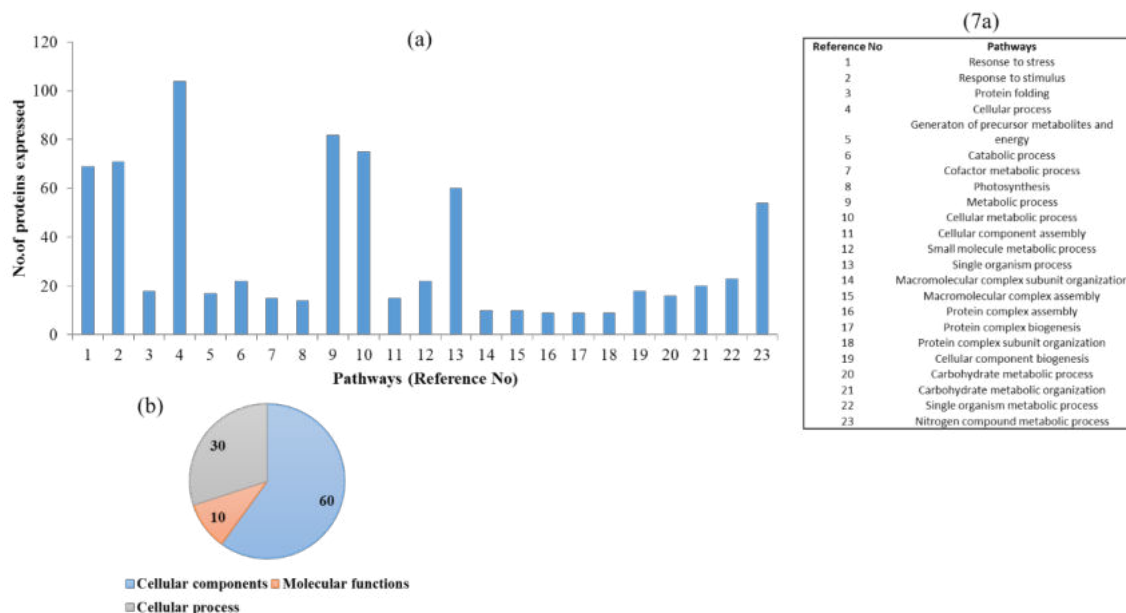 (a)
120
100
80
60
40
20
0
No.of proteins expressed
1 2 3 4 5 6 7 8 9 10 11 12 13 14 15 16 17 18 19 20 21 22 23
Pathways (Reference No)
(7a)
Reference No Pathways
1 Resonse to stress
2 Response to stimulus
3 Protein folding
4 Cellular process
Generaton of precursor metabolites and
5 energy
6 Catabolic process
7 Cofactor metabolic process
8 Photosynthesis
9 Metabolic process
10 Cellular metabolic process
11 Cellular component assembly
12 Small molecule metabolic process
13 Single organism process
14 Macromolecular complex subunit organization
15 Macromolecular complex assembly
16 Protein complex assembly
17 Protein complex biogenesis
18 Protein complex subunit organization
19 Cellular component biogenesis
20 Carbohydrate metabolic process
21 Carbohydrate metabolic organization
22 Single organism metabolic process
23 Nitrogen compound metabolic process
(b)
30
60
10
Cellular components Molecular functions
Cellular process